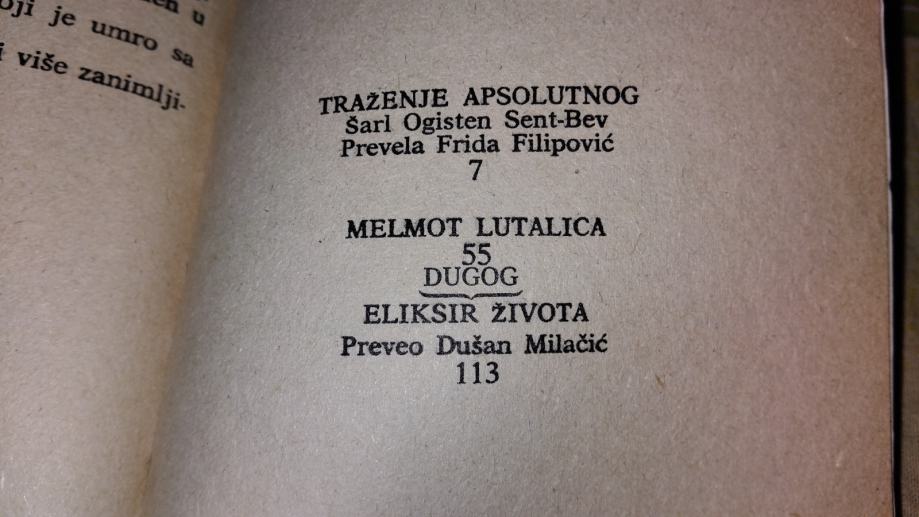 u
je umro sa
više zanimlji-
TRAŽENJE APSOLUTNOG
Šarl Ogisten Sent-Bev
Prevela Frida Filipović
7
MELMOT LUTALICA
55
DUGOG
ELIKSIR ŽIVOTA
Preveo Dušan Milačić
113